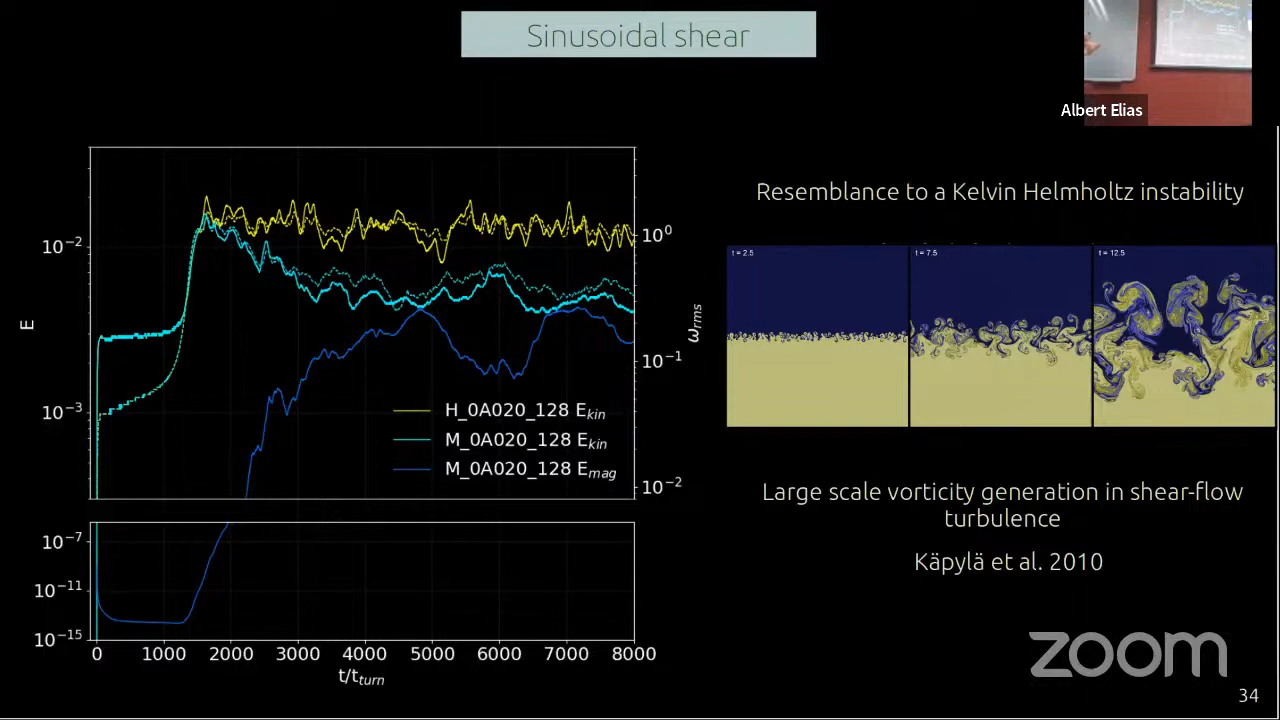 Sinusoidal shear
Albert Elias
Resemblance to a Kelvin Helmholtz instability
t = 2.5
t = 7.5
t = 12.5
Large scale vorticity generation in shear-flow
turbulence
Käpylä et al. 2010
E
10⁻²
10⁻³
10⁰
10⁻¹
10⁻²
ω_rms
H_0A020_128 E_kin
M_0A020_128 E_kin
M_0A020_128 E_mag
10⁻⁷
10⁻¹¹
10⁻¹⁵
0 1000 2000 3000 4000 5000 6000 7000 8000
t/t_turn
zoom
34